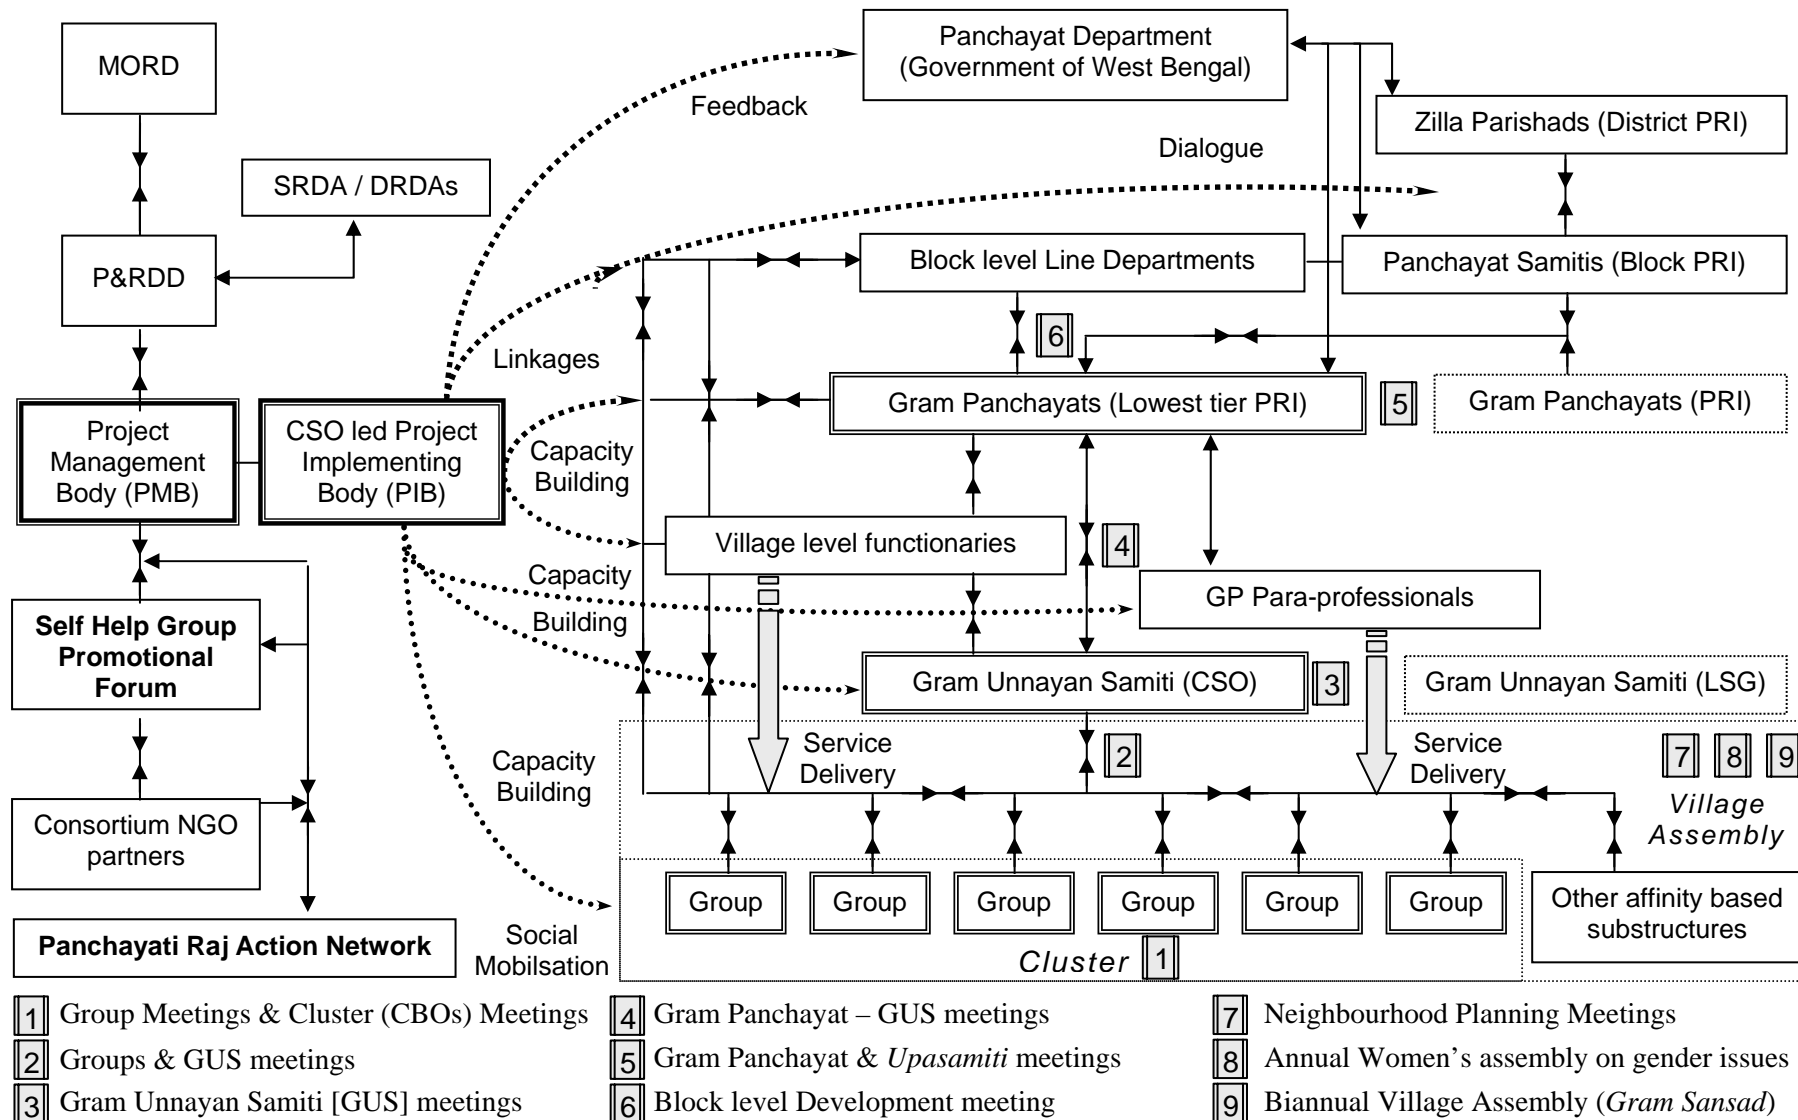 MORD
SRDA / DRDAs
P&RDD
Project
Management
Body (PMB)
CSO led Project
Implementing
Body (PIB)
Self Help Group
Promotional
Forum
Consortium NGO
partners
Panchayati Raj Action Network
Feedback
Dialogue
Linkages
Capacity
Building
Capacity
Building
Capacity
Building
Social
Mobilsation
Panchayat Department
(Government of West Bengal)
Zilla Parishads (District PRI)
Block level Line Departments
Panchayat Samitis (Block PRI)
6
Gram Panchayats (Lowest tier PRI)
5
Gram Panchayats (PRI)
Village level functionaries
4
GP Para-professionals
Gram Unnayan Samiti (CSO)
3
Gram Unnayan Samiti (LSG)
Service
Delivery
2
Service
Delivery
7 8 9
Village
Assembly
Group
Group
Group
Group
Group
Group
Other affinity based
substructures
Cluster 1
1 Group Meetings & Cluster (CBOs) Meetings
2 Groups & GUS meetings
3 Gram Unnayan Samiti [GUS] meetings
4 Gram Panchayat – GUS meetings
5 Gram Panchayat & Upasamiti meetings
6 Block level Development meeting
7 Neighbourhood Planning Meetings
8 Annual Women’s assembly on gender issues
9 Biannual Village Assembly (Gram Sansad)